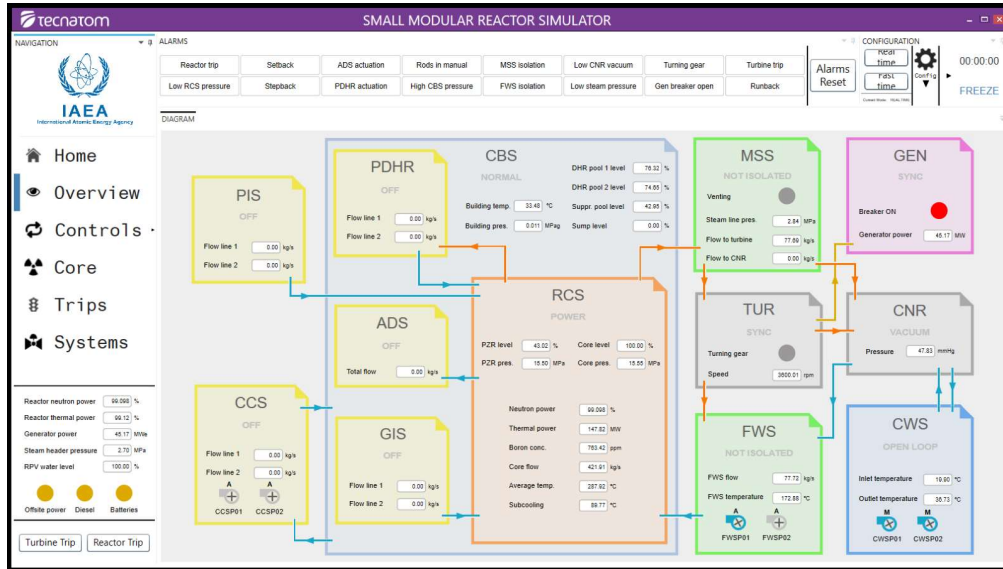 tecnatom
SMALL MODULAR REACTOR SIMULATOR
NAVIGATION
ALARMS
CONFIGURATION
Reactor trip
Setback
ADS actuation
Rods in manual
MSS isolation
Low CNR vacuum
Turning gear
Turbine trip
Low RCS pressure
Stepback
PDHR actuation
High CBS pressure
FWS isolation
Low steam pressure
Gen breaker open
Runback
Alarms
Reset
Real
time
Fast
time
Config
00:00:00
FREEZE
IAEA
International Atomic Energy Agency
DIAGRAM
Home
Overview
Controls
Core
Trips
Systems
Reactor neutron power 99.098 %
Reactor thermal power 99.12 %
Generator power 45.17 MWe
Steam header pressure 2.70 MPa
RPV water level 100.00 %
Offsite power Diesel Batteries
Turbine Trip Reactor Trip
PIS
OFF
Flow line 1 0.00 kg/s
Flow line 2 0.00 kg/s
PDHR
OFF
Flow line 1 0.00 kg/s
Flow line 2 0.00 kg/s
CBS
NORMAL
DHR pool 1 level 76.32 %
DHR pool 2 level 74.65 %
Building temp. 33.48 °C Suppr. pool level 42.95 %
Building pres. 0.011 MPag Sump level 0.00 %
MSS
NOT ISOLATED
Venting
Steam line pres. 2.84 MPa
Flow to turbine 77.69 kg/s
Flow to CNR 0.00 kg/s
GEN
SYNC
Breaker ON
Generator power 45.17 MW
ADS
OFF
Total flow 0.00 kg/s
RCS
POWER
PZR level 43.02 % Core level 100.00 %
PZR pres. 15.50 MPa Core pres. 15.55 MPa
Neutron power 99.098 %
Thermal power 147.82 MW
Boron conc. 763.42 ppm
Core flow 421.91 kg/s
Average temp. 287.92 °C
Subcooling 89.77 °C
TUR
SYNC
Turning gear
Speed 3600.01 rpm
CNR
VACUUM
Pressure 47.83 mmHg
CCS
OFF
Flow line 1 0.00 kg/s
Flow line 2 0.00 kg/s
A A
CCSP01 CCSP02
GIS
OFF
Flow line 1 0.00 kg/s
Flow line 2 0.00 kg/s
FWS
NOT ISOLATED
FWS flow 77.72 kg/s
FWS temperature 172.88 °C
A A
FWSP01 FWSP02
CWS
OPEN LOOP
Inlet temperature 19.90 °C
Outlet temperature 36.73 °C
M M
CWSP01 CWSP02